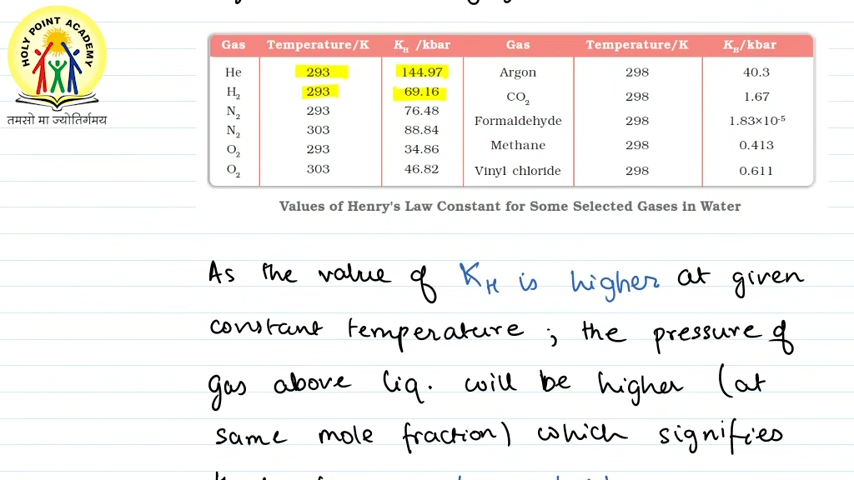 HOLY POINT ACADEMY
तमसो मा ज्योतिर्गमय
Gas Temperature/K KH /kbar Gas Temperature/K KH/kbar
He 293 144.97 Argon 298 40.3
H2 293 69.16 CO2 298 1.67
N2 293 76.48 Formaldehyde 298 1.83×10-5
N2 303 88.84 Methane 298 0.413
O2 293 34.86 Vinyl chloride 298 0.611
O2 303 46.82
Values of Henry's Law Constant for Some Selected Gases in Water
As the value of KH is higher at given
constant temperature ; the pressure of
gas above liq. will be higher (at
same mole fraction) which signifies